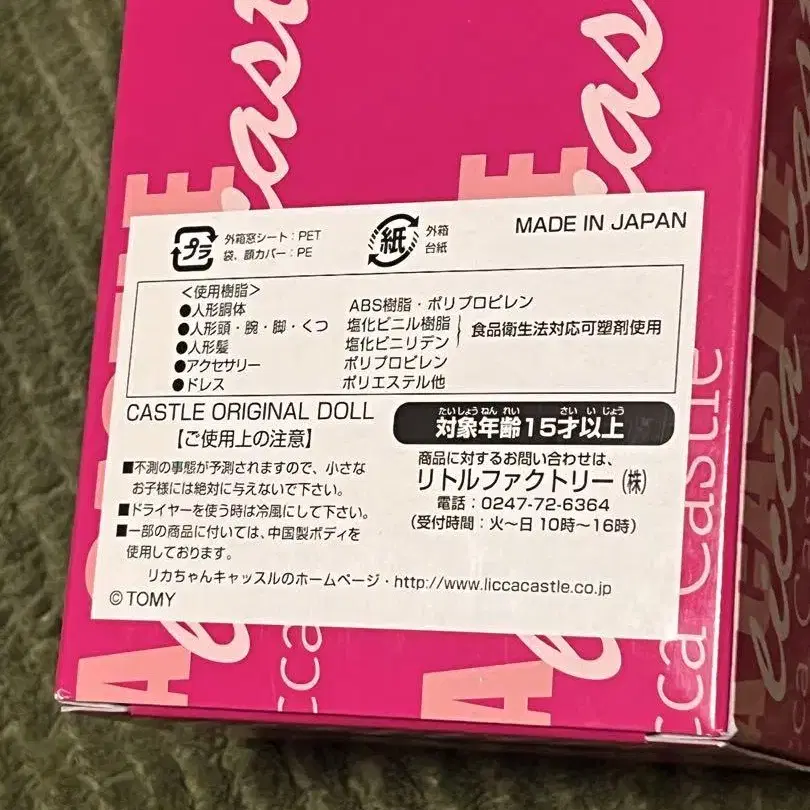 プラ
外箱窓シート:PET
袋、顔カバー:PE
紙
外箱
台紙
MADE IN JAPAN
<使用樹脂>
●人形胴体 ABS樹脂・ポリプロピレン
●人形頭・腕・脚・くつ 塩化ビニル樹脂
●人形髪 塩化ビニリデン
食品衛生法対応可塑剤使用
●アクセサリー ポリプロピレン
●ドレス ポリエステル他
CASTLE ORIGINAL DOLL
【ご使用上の注意】
■不測の事態が予測されますので、小さな
お子様には絶対に与えないで下さい。
■ドライヤーを使う時は冷風にして下さい。
■一部の商品に付いては、中国製ボディを
使用しております。
たいしょうねんれい さいいじょう
対象年齢15才以上
商品に対するお問い合わせは、
リトルファクトリー(株)
電話:0247-72-6364
(受付時間:火~日 10時~16時)
リカちゃんキャッスルのホームページ・http://www.liccacastle.co.jp
©TOMY
cca Castle